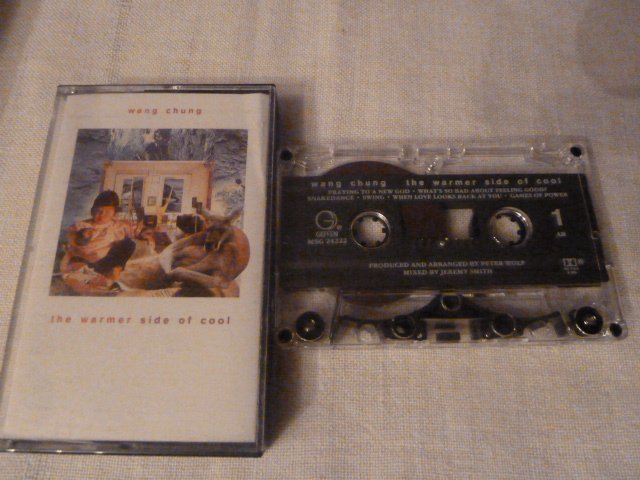 wang chung
the warmer side of cool
wang chung the warmer side of cool
PRAYING TO A NEW GOD • WHAT'S SO BAD ABOUT FEELING GOOD?
SNAKEDANCE • SWING • WHEN LOVE LOOKS BACK AT YOU • GAMES OF POWER
GEFFEN
M5G 24222
1
PRODUCED AND ARRANGED BY PETER WOLF
MIXED BY JEREMY SMITH